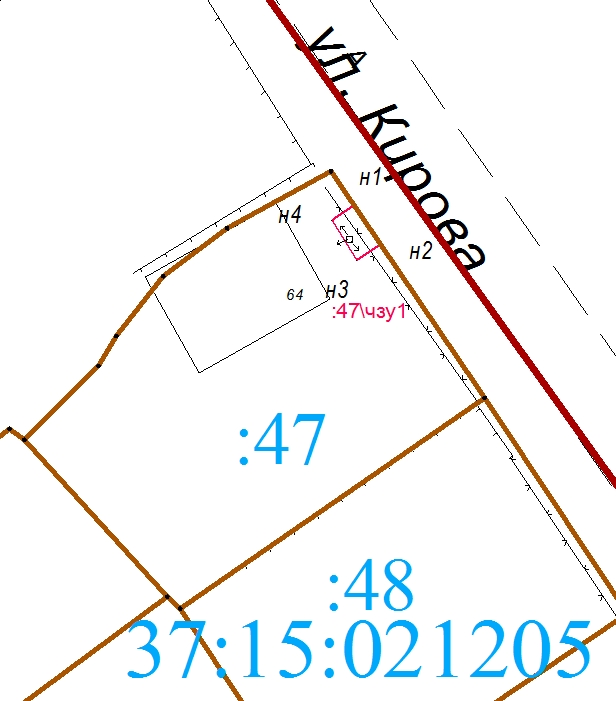 ул. Кирова
н1
н4
н2
н3
64
:47\чзу1
:47
:48
37:15:021205